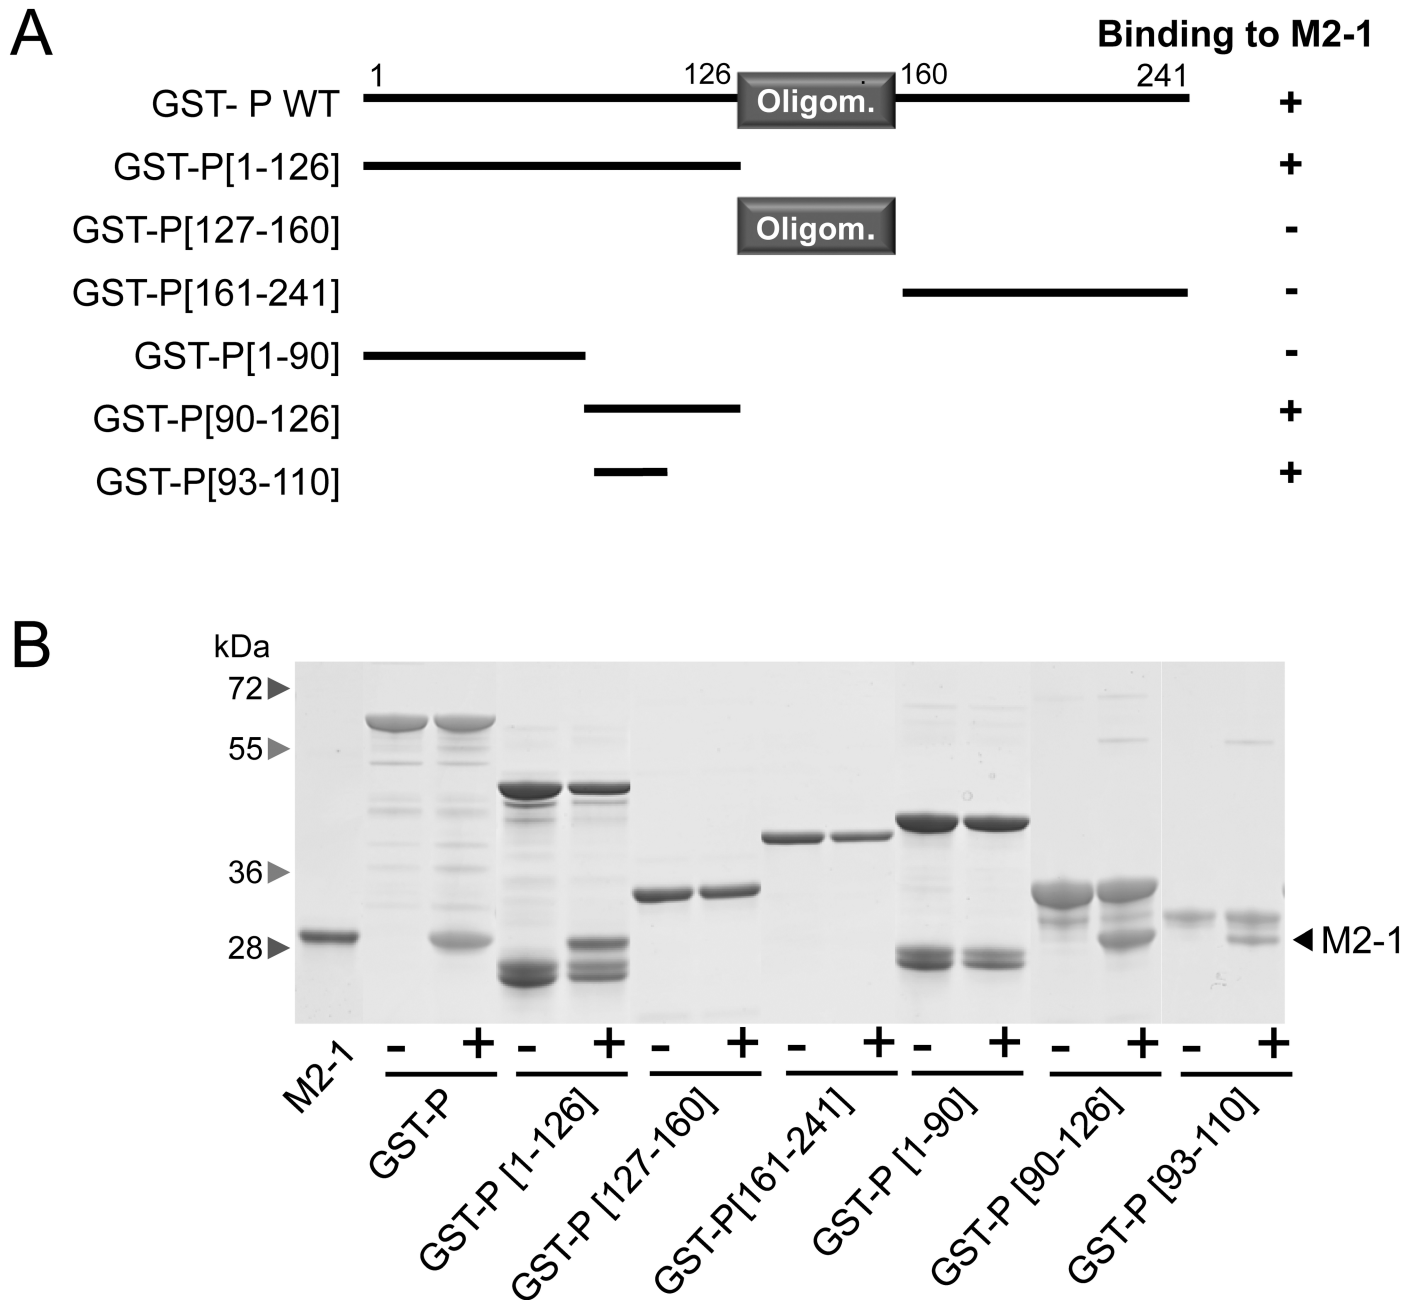 A
Binding to M2-1
1 126 160 241
GST- P WT Oligom. +
GST-P[1-126] +
GST-P[127-160] Oligom. -
GST-P[161-241] -
GST-P[1-90] -
GST-P[90-126] +
GST-P[93-110] +
B
kDa
72
55
36
28
M2-1
- + - + - + - + - + - + - +
M2-1
GST-P
GST-P [1-126]
GST-P [127-160]
GST-P[161-241]
GST-P [1-90]
GST-P [90-126]
GST-P [93-110]